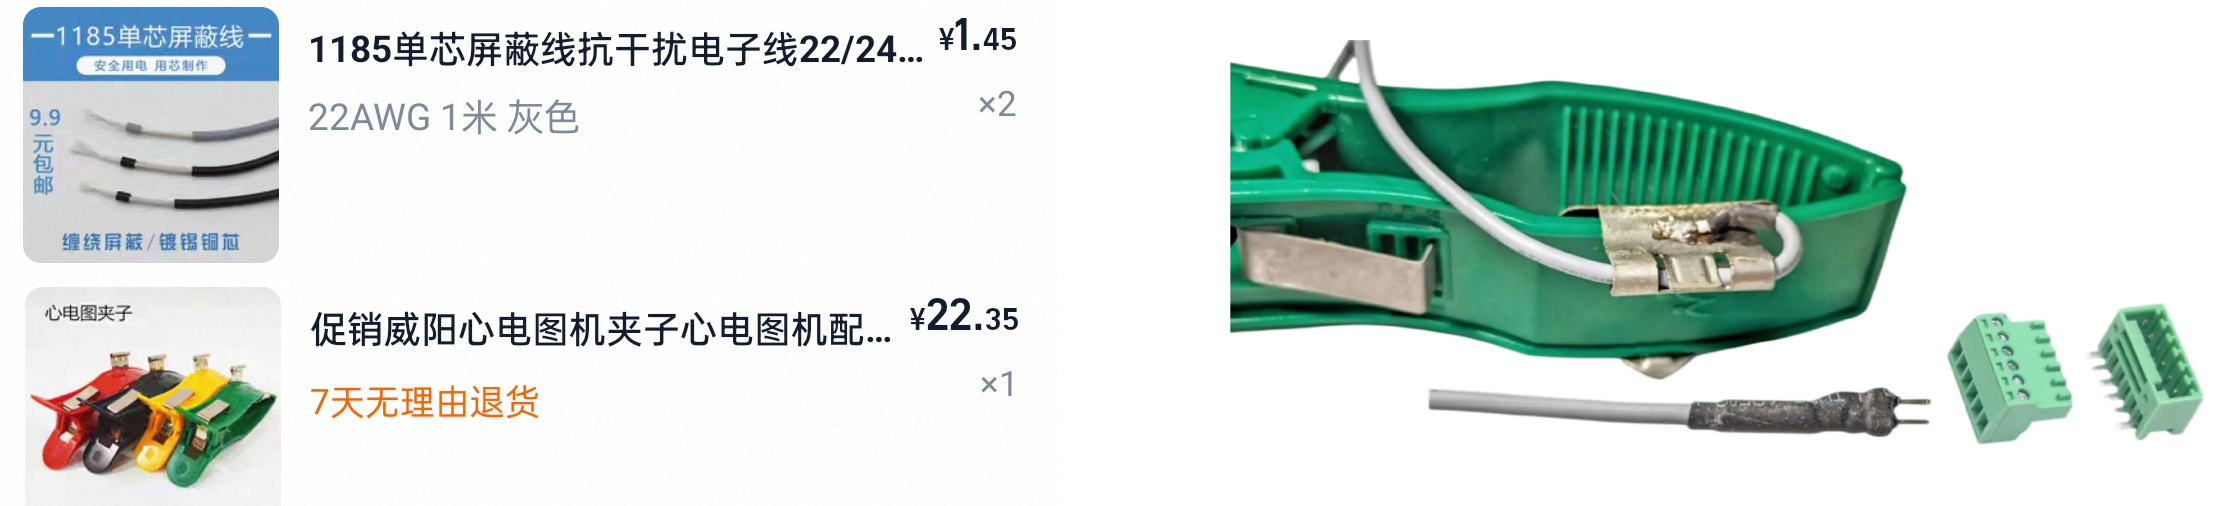 一1185单芯屏蔽线一
安全用电 用芯制作
9.9
元
包
邮
缠绕屏蔽/镀锡铜芯
1185单芯屏蔽线抗干扰电子线22/24...
¥1.45
22AWG 1米 灰色
×2
心电图夹子
促销威阳心电图机夹子心电图机配...
¥22.35
7天无理由退货
×1